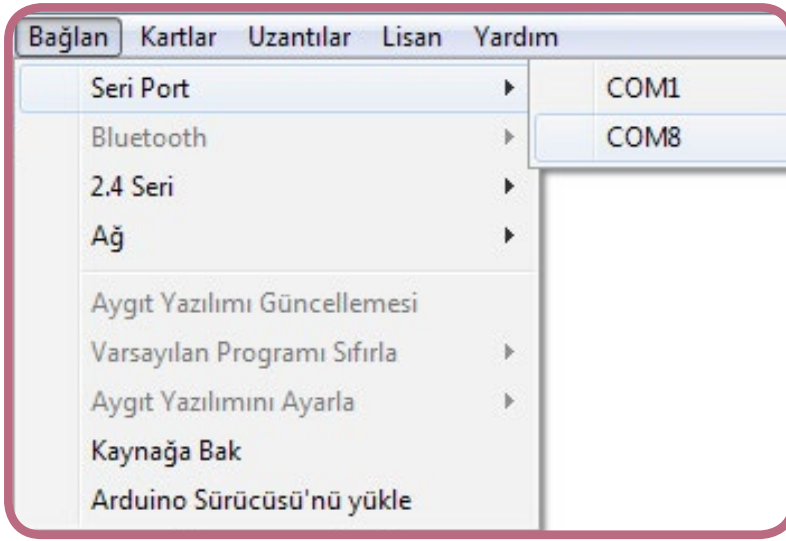 Bağlan Kartlar Uzantılar Lisan Yardım
Seri Port COM1
Bluetooth COM8
2.4 Seri
Ağ
Aygıt Yazılımı Güncellemesi
Varsayılan Programı Sıfırla
Aygıt Yazılımını Ayarla
Kaynağa Bak
Arduino Sürücüsü'nü yükle